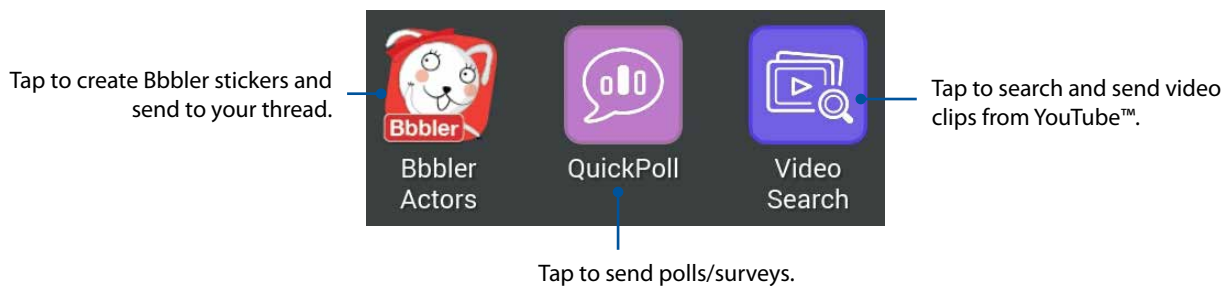 Tap to create Bbbler stickers and
send to your thread.
Bbbler
Bbbler
Actors
QuickPoll
Video
Search
Tap to search and send video
clips from YouTube™.
Tap to send polls/surveys.